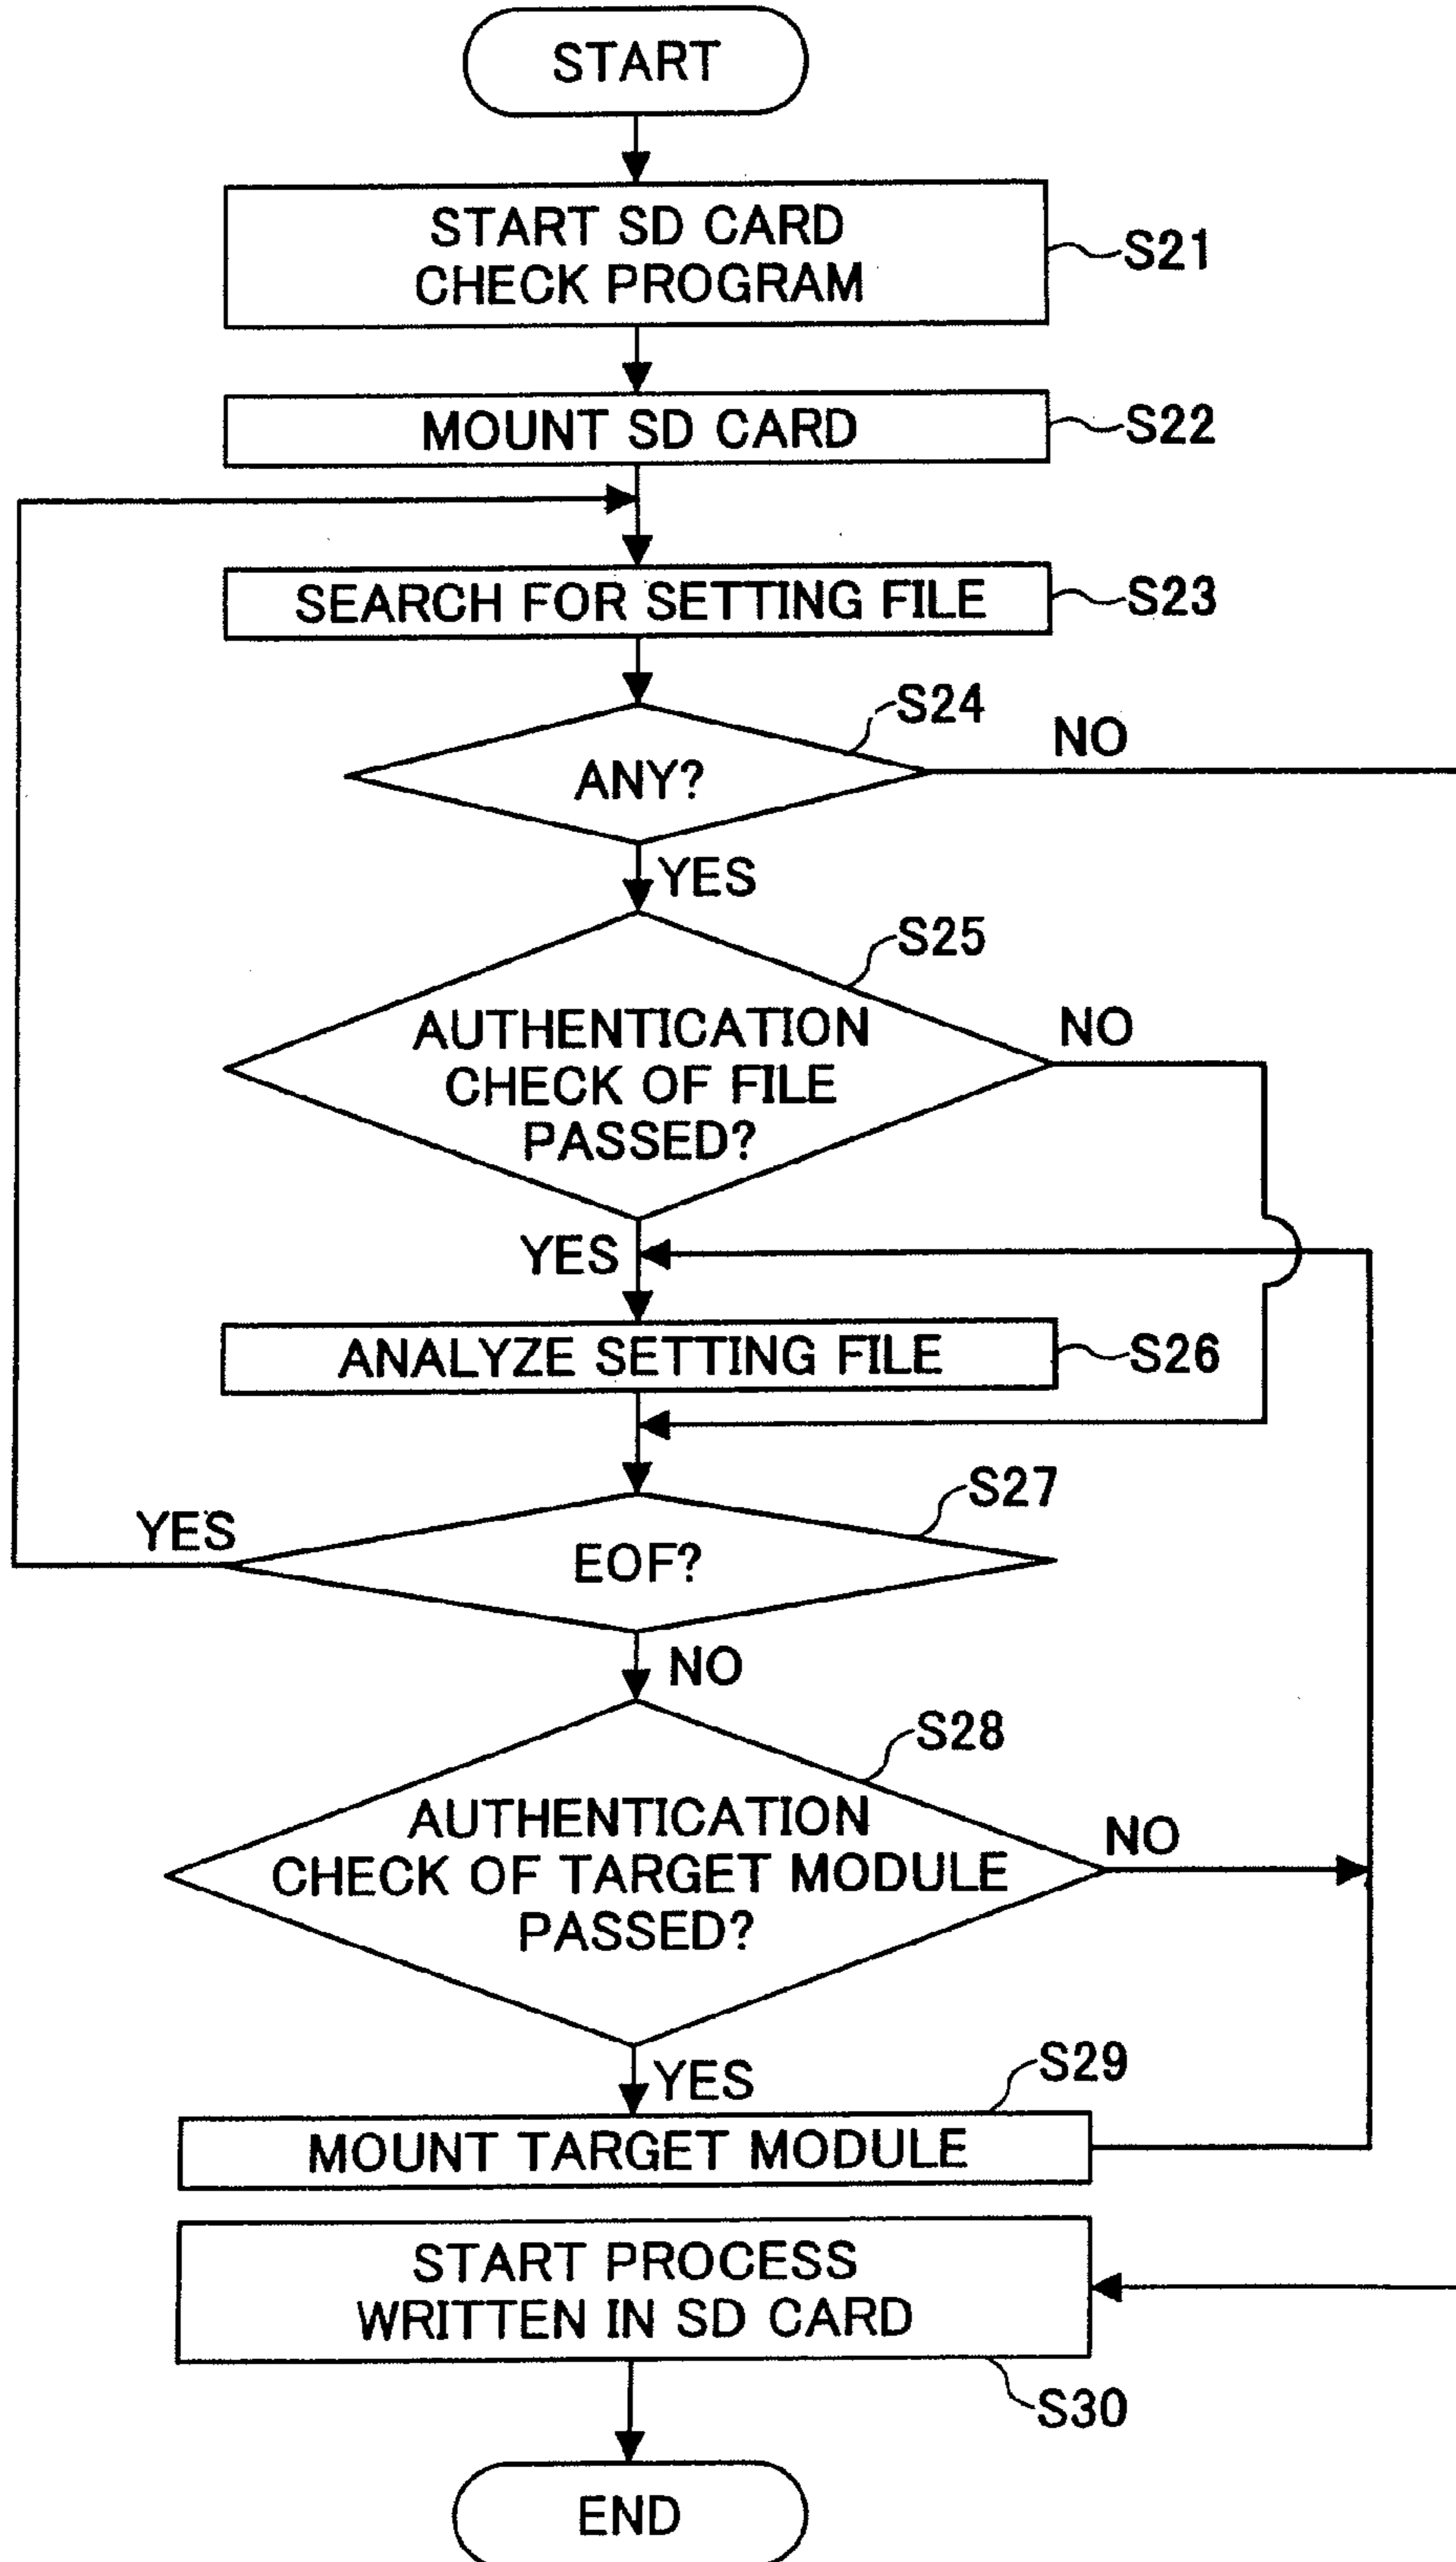 START
START SD CARD
CHECK PROGRAM
S21
MOUNT SD CARD
S22
SEARCH FOR SETTING FILE
S23
S24
ANY?
NO
YES
S25
AUTHENTICATION
CHECK OF FILE
PASSED?
NO
YES
ANALYZE SETTING FILE
S26
S27
YES
EOF?
NO
S28
AUTHENTICATION
CHECK OF TARGET MODULE
PASSED?
NO
YES
S29
MOUNT TARGET MODULE
START PROCESS
WRITTEN IN SD CARD
S30
END